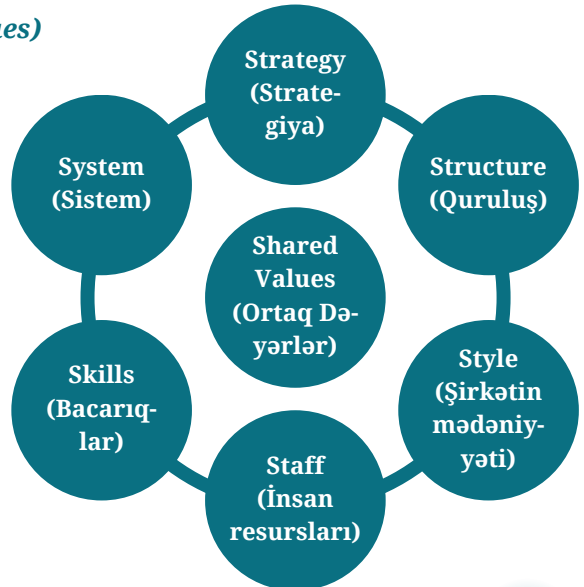 ues)
Strategy
(Strate-
giya)
System
(Sistem)
Structure
(Quruluş)
Shared
Values
(Ortaq Də-
yərlər)
Skills
(Bacarıq-
lar)
Style
(Şirkətin
mədəniy-
yəti)
Staff
(İnsan
resursları)